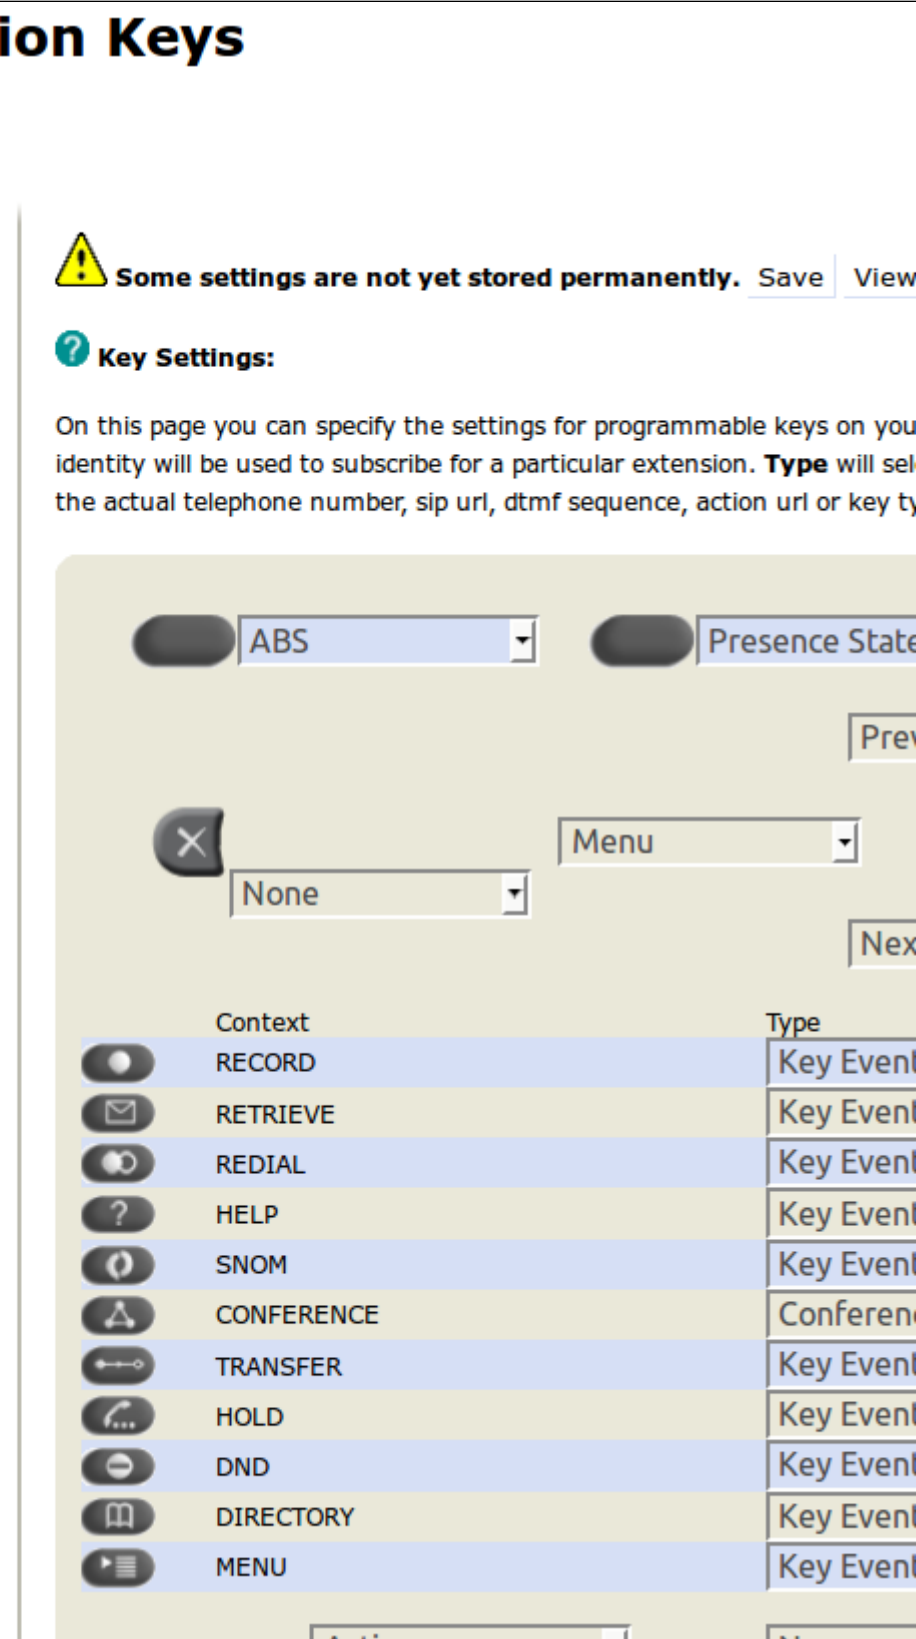 ion Keys
Some settings are not yet stored permanently. Save View
Key Settings:
On this page you can specify the settings for programmable keys on you
identity will be used to subscribe for a particular extension. Type will sel
the actual telephone number, sip url, dtmf sequence, action url or key ty
ABS Presence State
Prev
Menu
None
Nex
Context Type
RECORD Key Event
RETRIEVE Key Event
REDIAL Key Event
HELP Key Event
SNOM Key Event
CONFERENCE Conferenc
TRANSFER Key Event
HOLD Key Event
DND Key Event
DIRECTORY Key Event
MENU Key Event